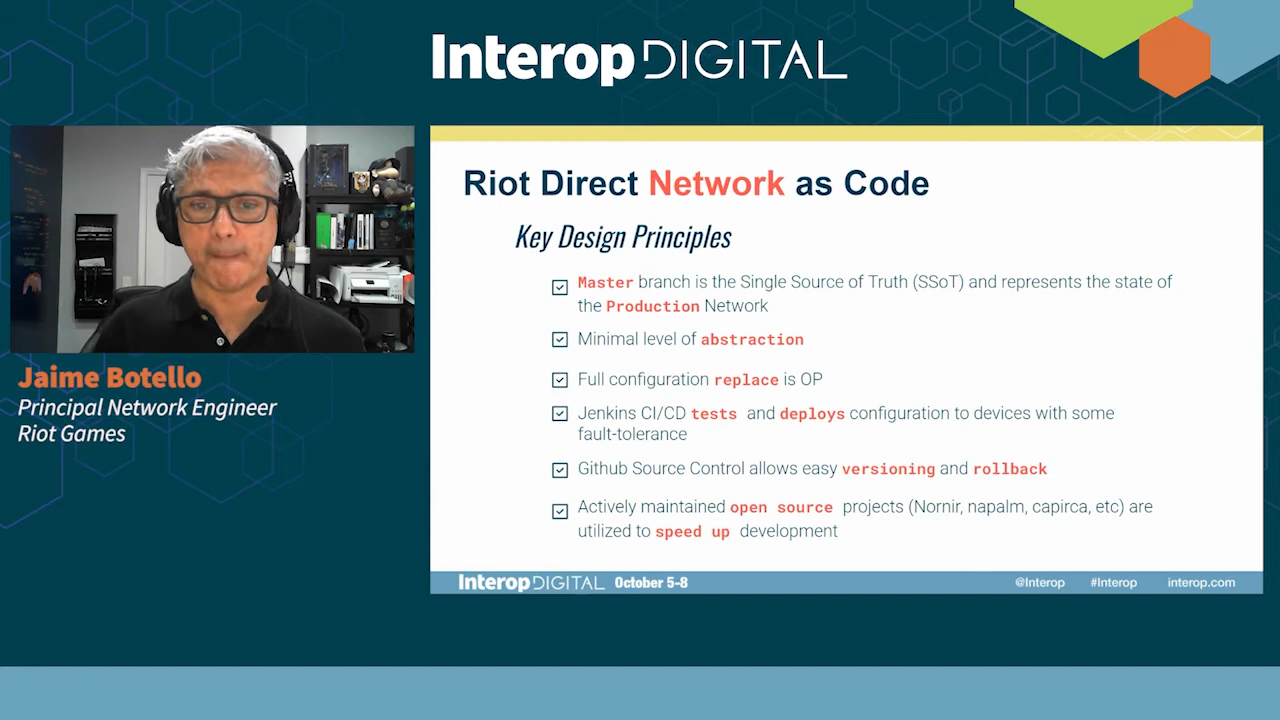 Interop DIGITAL
Jaime Botello
Principal Network Engineer
Riot Games
Riot Direct Network as Code
Key Design Principles
Master branch is the Single Source of Truth (SSoT) and represents the state of
the Production Network
Minimal level of abstraction
Full configuration replace is OP
Jenkins CI/CD tests and deploys configuration to devices with some
fault-tolerance
Github Source Control allows easy versioning and rollback
Actively maintained open source projects (Nornir, napalm, capirca, etc) are
utilized to speed up development
Interop DIGITAL October 5-8 @Interop #Interop interop.com